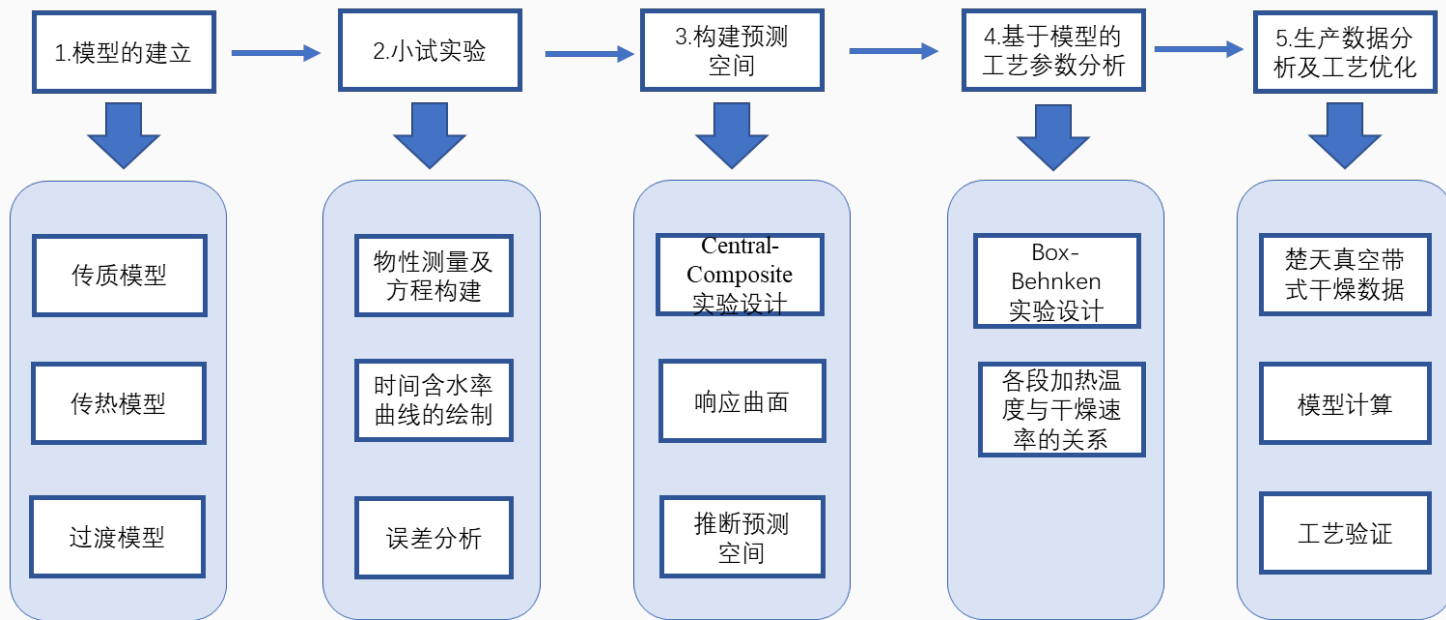 1.模型的建立
2.小试实验
3.构建预测
空间
4.基于模型的
工艺参数分析
5.生产数据分
析及工艺优化
传质模型
传热模型
过渡模型
物性测量及
方程构建
时间含水率
曲线的绘制
误差分析
Central-
Composite
实验设计
响应曲面
推断预测
空间
Box-
Behnken
实验设计
各段加热温
度与干燥速
率的关系
楚天真空带
式干燥数据
模型计算
工艺验证